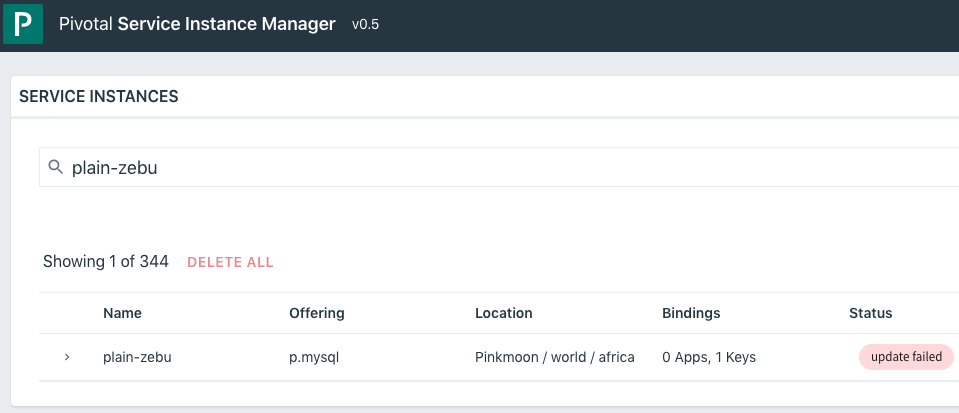 P Pivotal Service Instance Manager v0.5
SERVICE INSTANCES
plain-zebu
Showing 1 of 344 DELETE ALL
Name Offering Location Bindings Status
plain-zebu p.mysql Pinkmoon / world / africa 0 Apps, 1 Keys update failed